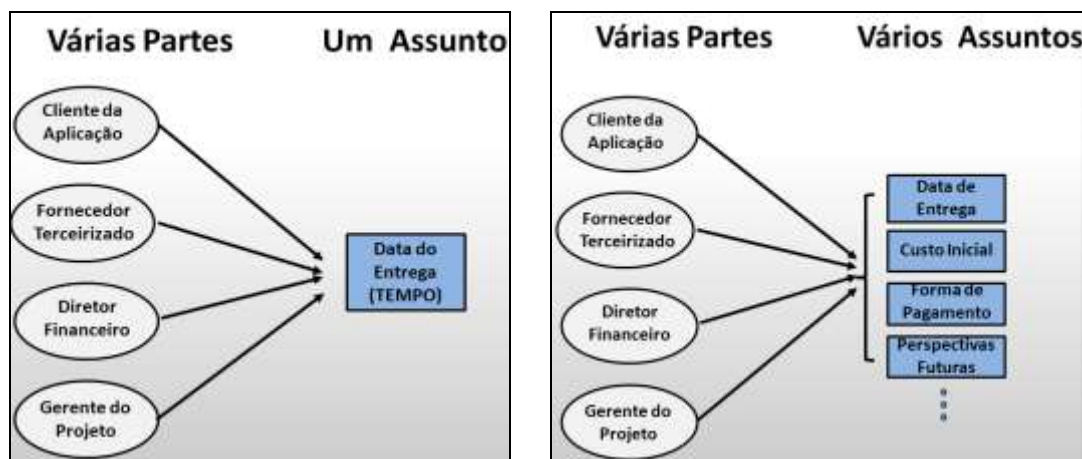 Várias Partes Um Assunto
Cliente da
Aplicação
Fornecedor
Terceirizado
Diretor
Financeiro
Gerente do
Projeto
Data do
Entrega
(TEMPO)
Várias Partes Vários Assuntos
Cliente da
Aplicação
Fornecedor
Terceirizado
Diretor
Financeiro
Gerente do
Projeto
Data de
Entrega
Custo Inicial
Forma de
Pagamento
Perspectivas
Futuras